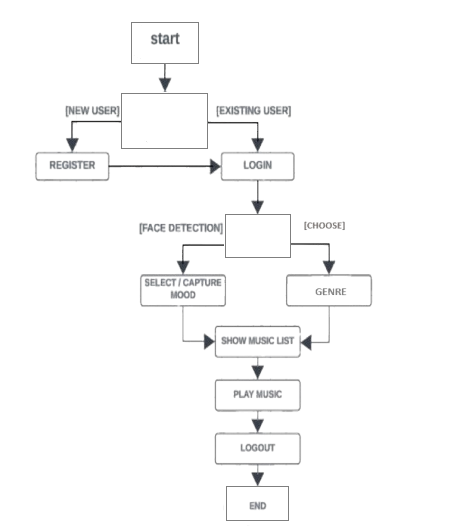 start
[NEW USER]
[EXISTING USER]
REGISTER
LOGIN
[FACE DETECTION]
[CHOOSE]
SELECT / CAPTURE
MOOD
GENRE
SHOW MUSIC LIST
PLAY MUSIC
LOGOUT
END